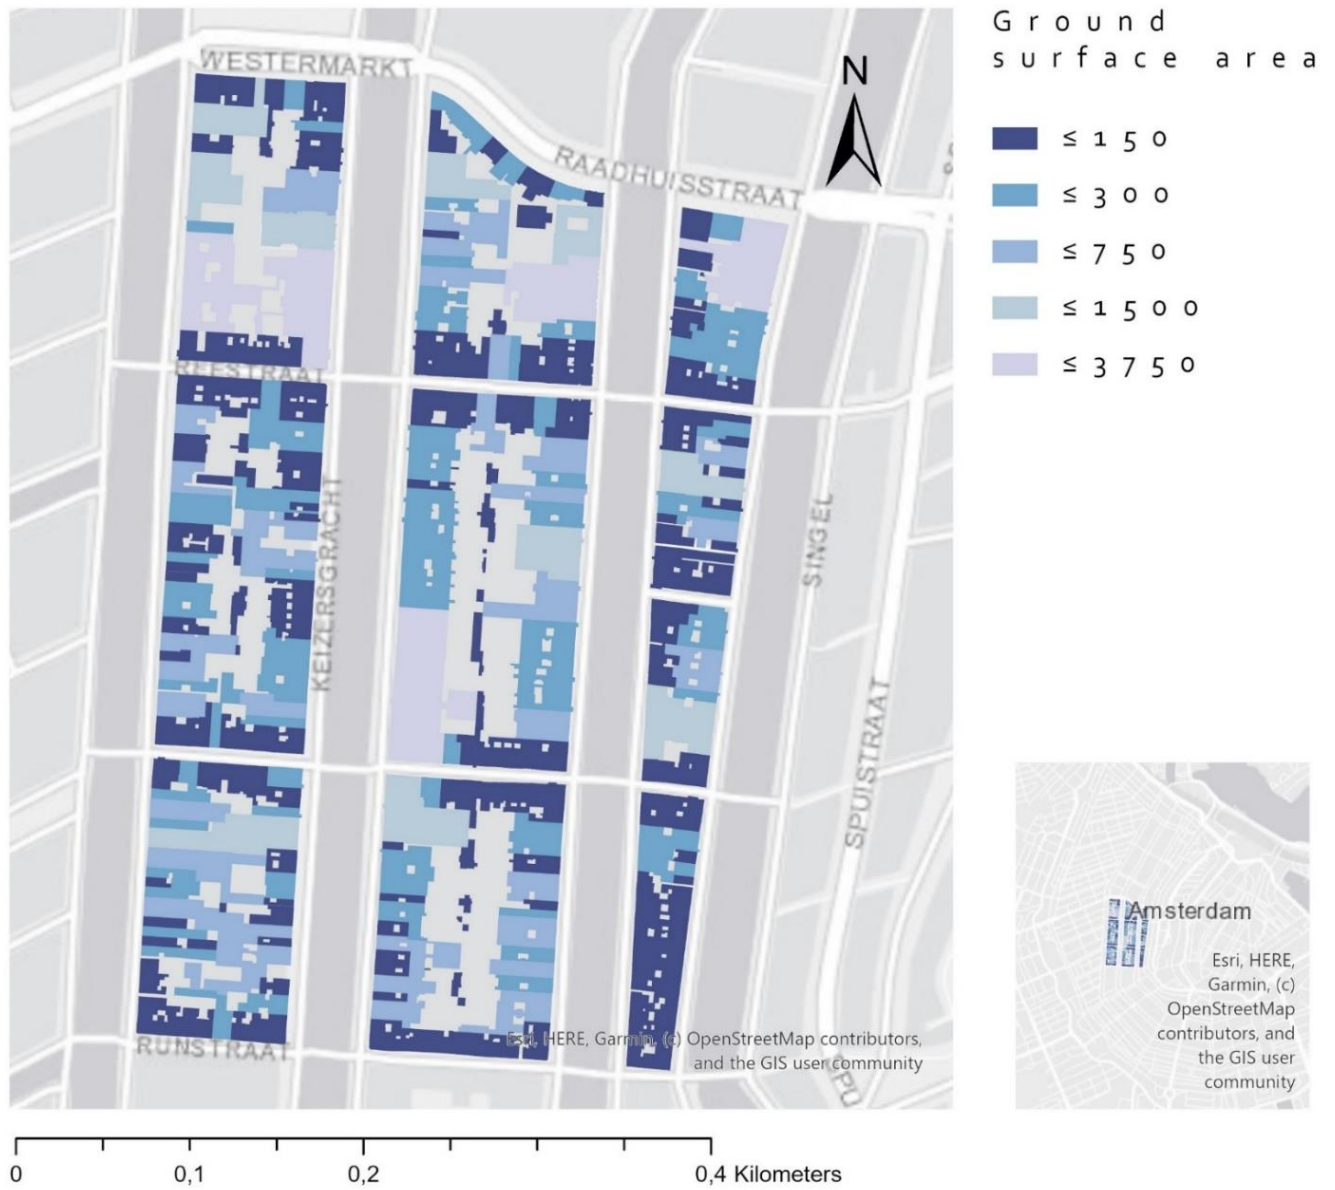 Ground
surface area
≤ 150
≤ 300
≤ 750
≤ 1500
≤ 3750
N
WESTERMARKT
RAADHUISSTRAAT
REESTRAAT
KEIZERSGRACHT
SINGEL
SPUISTRAAT
RUNSTRAAT
Esri, HERE, Garmin, (c) OpenStreetMap contributors,
and the GIS user community
SPU
Amsterdam
Esri, HERE,
Garmin, (c)
OpenStreetMap
contributors, and
the GIS user
community
0 0,1 0,2 0,4 Kilometers